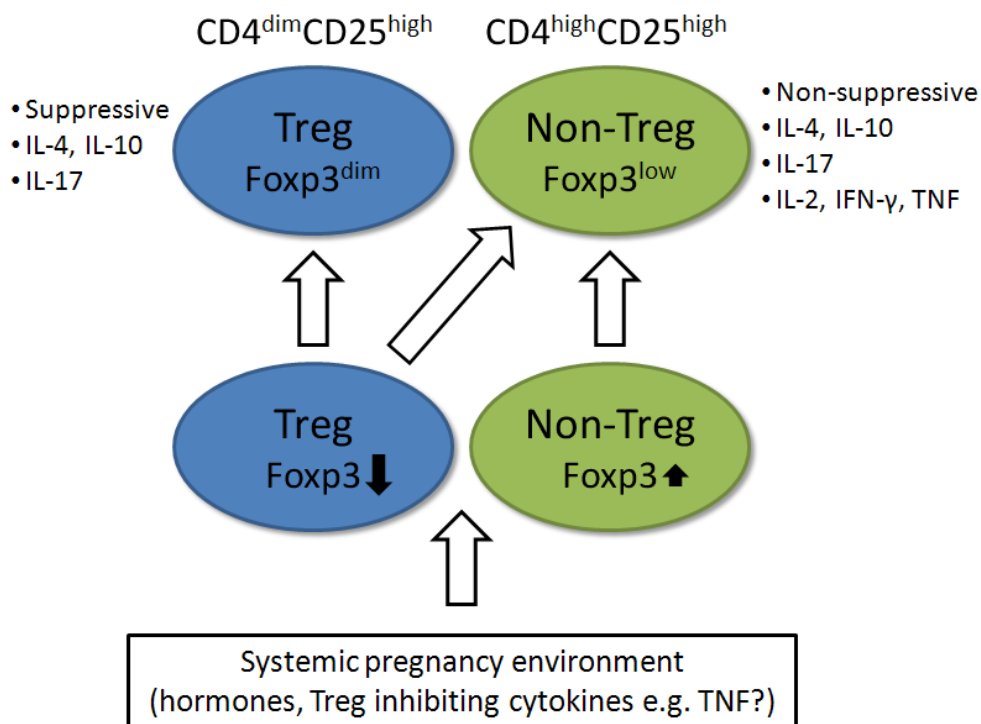 CD4dimCD25high
CD4highCD25high
• Suppressive
• IL-4, IL-10
• IL-17
Treg
Foxp3dim
Non-Treg
Foxp3low
• Non-suppressive
• IL-4, IL-10
• IL-17
• IL-2, IFN-γ, TNF
Treg
Foxp3
Non-Treg
Foxp3
Systemic pregnancy environment
(hormones, Treg inhibiting cytokines e.g. TNF?)